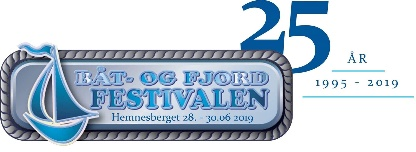 25
ÅR
1995 - 2019
BÅT- OG FJORD
FESTIVALEN
Hemnesberget 28. - 30.06 2019